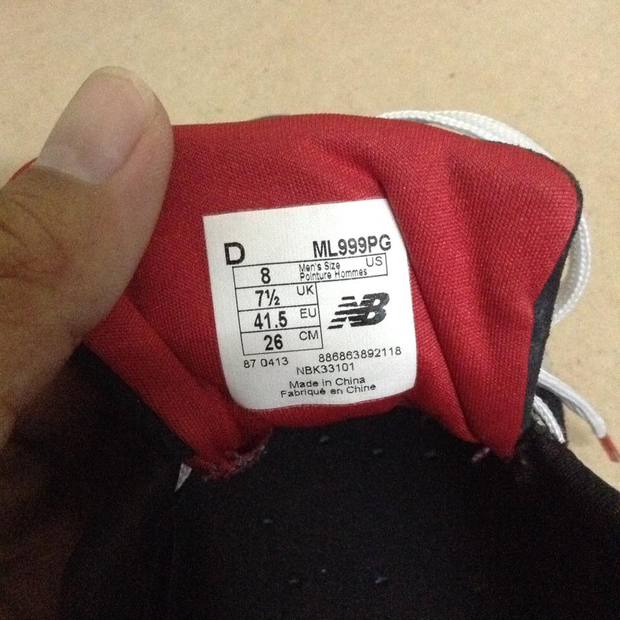 D ML999PG
8 Men's Size US
Pointure Hommes
7½ UK
41.5 EU
NB
26 CM
87 0413 886863892118
NBK33101
Made in China
Fabriqué en Chine